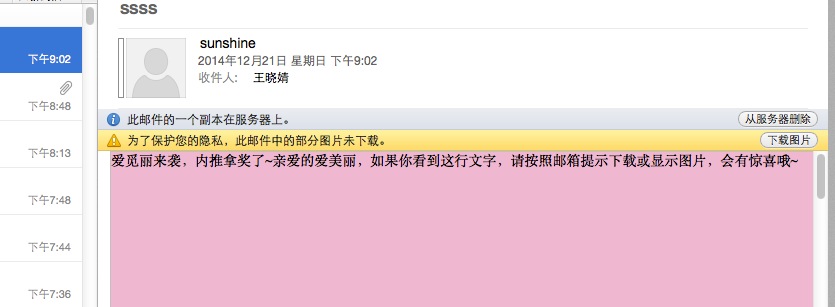 ssss
下午9:02
sunshine
2014年12月21日 星期日 下午9:02
收件人: 王晓婧
下午8:48
此邮件的一个副本在服务器上。
从服务器删除
为了保护您的隐私，此邮件中的部分图片未下载。
下载图片
下午8:13
爱觅丽来袭，内推拿奖了~亲爱的爱美丽，如果你看到这行文字，请按照邮箱提示下载或显示图片，会有惊喜哦~
下午7:48
下午7:44
下午7:36